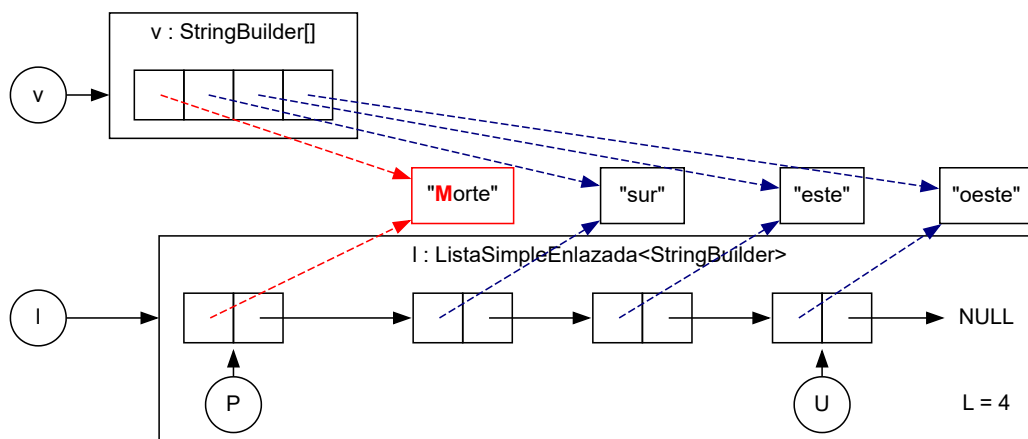 v : StringBuilder[]
v
"Morte"
"sur"
"este"
"oeste"
l : ListaSimpleEnlazada<StringBuilder>
l
NULL
P
U
L = 4